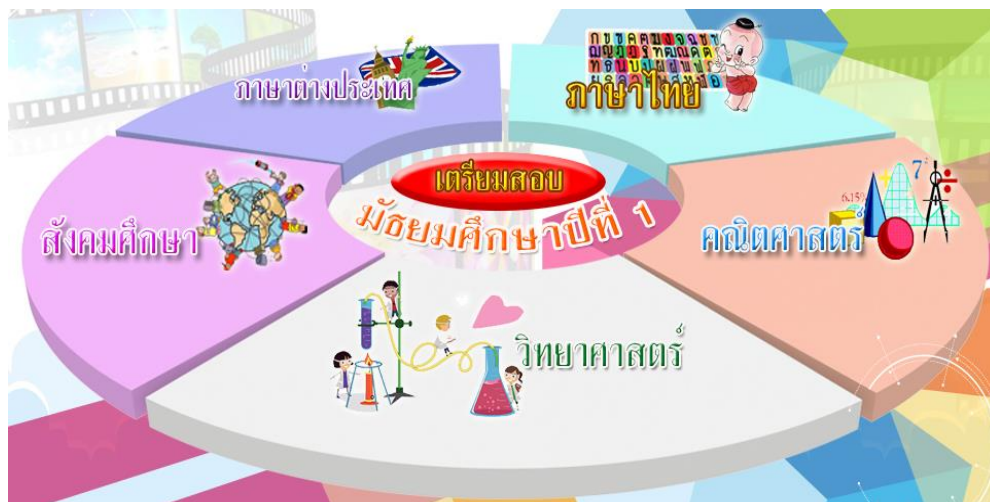 ภาษาต่างประเทศ
ภาษาไทย
เตรียมสอบ
มัธยมศึกษาปีที่ 1
สังคมศึกษา
คณิตศาสตร์
วิทยาศาสตร์